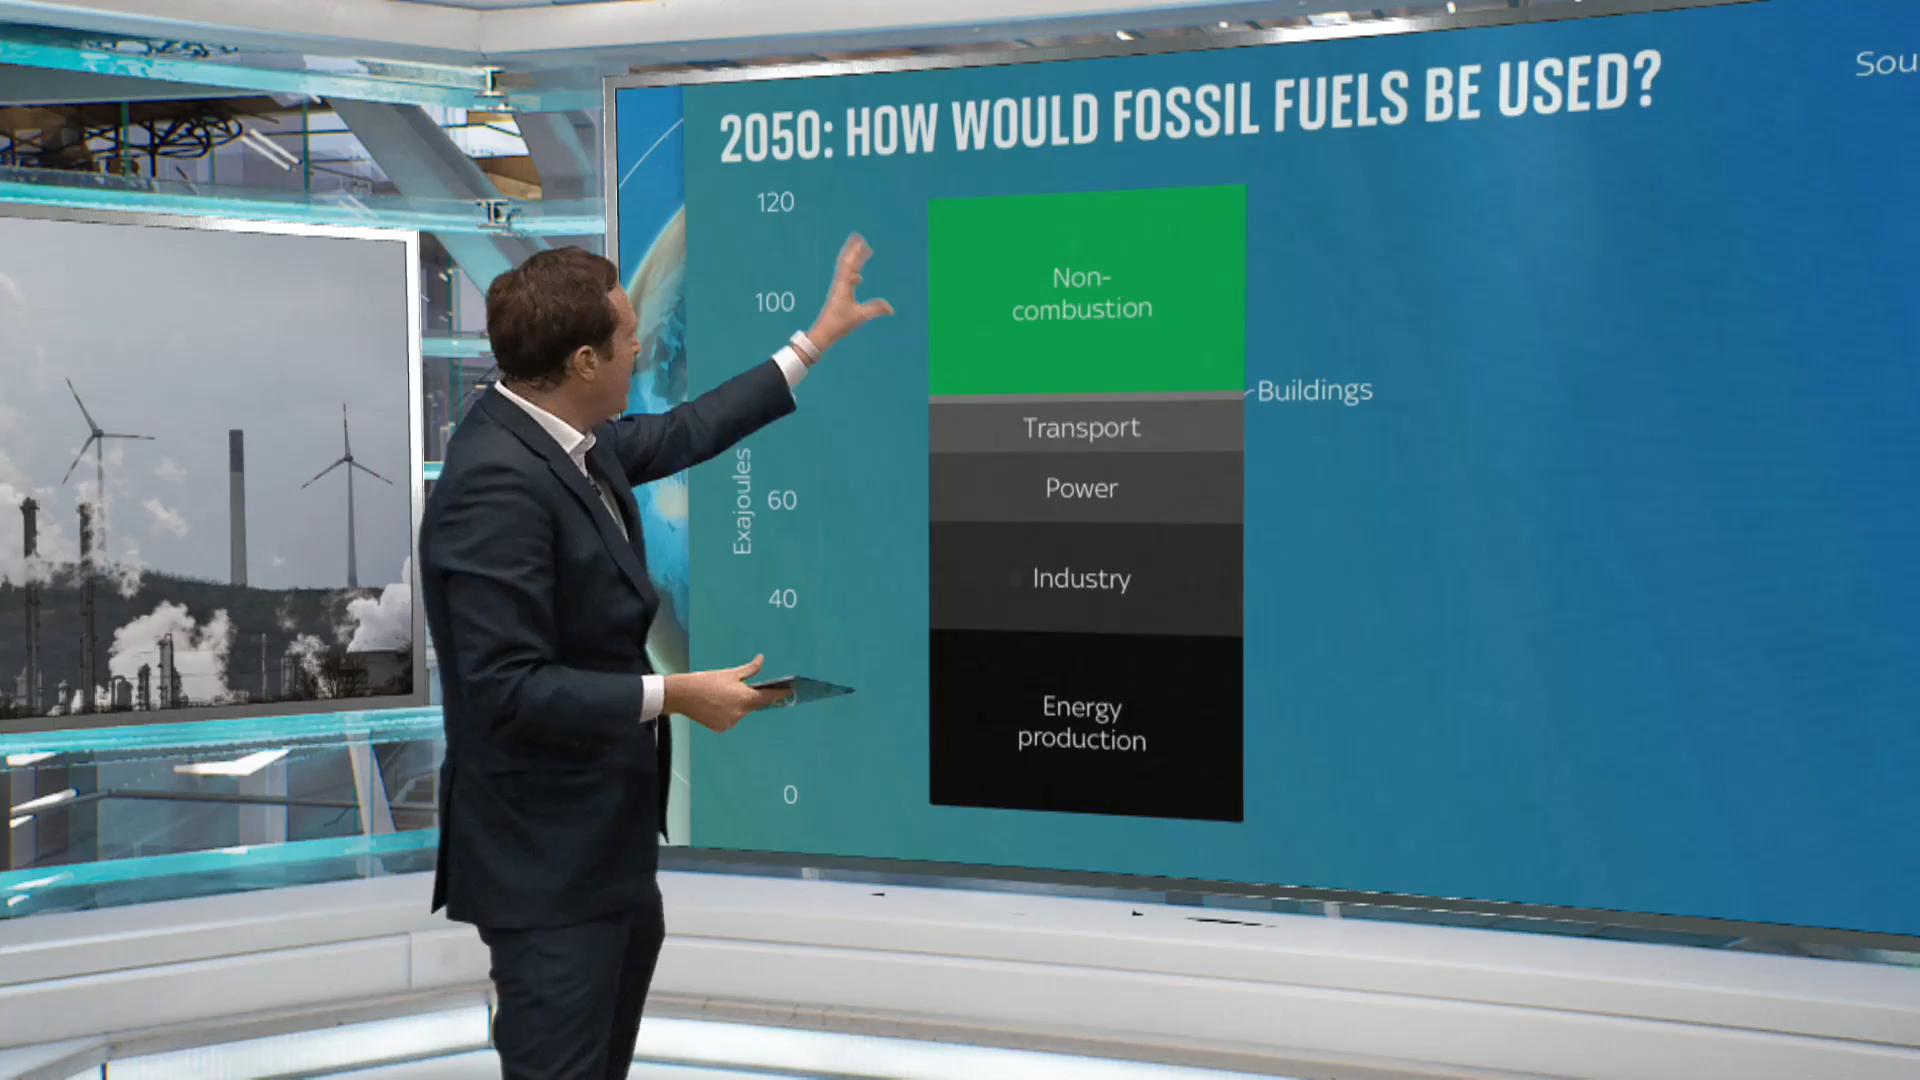 2050: HOW WOULD FOSSIL FUELS BE USED?
Sou
120
100
60
40
0
Exajoules
Non-
combustion
Buildings
Transport
Power
Industry
Energy
production